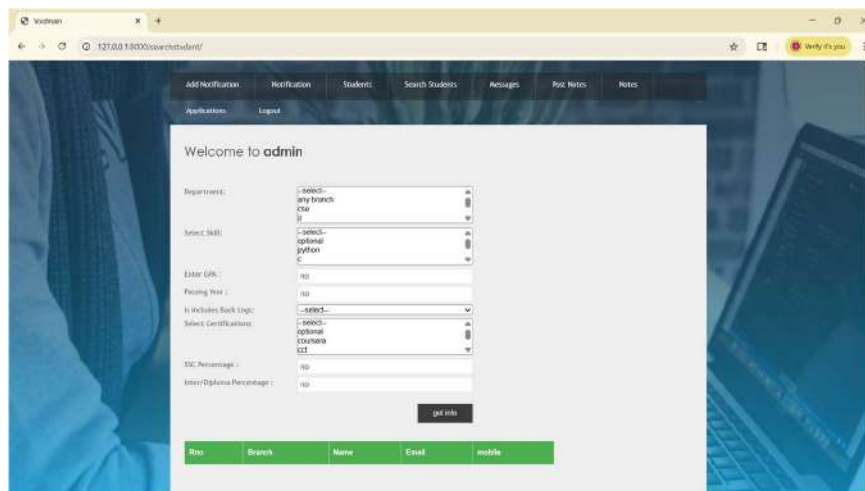 Voidmain
127.0.0.1:8000/searchstudent/
Verify it's you
Add Notification Notification Students Search Students Messages Post Notes Notes
Applications Logout
Welcome to admin
Department:
--select--
any branch
cse
it
Select Skill:
--select--
optional
python
c
Enter GPA :
no
Passing Year :
no
Is Includes Back Logs:
--select--
Select Certifications:
--select--
optional
coursera
SSC Percentage :
no
Inter/Diploma Percentage :
no
get info
Rno Branch Name Email mobile